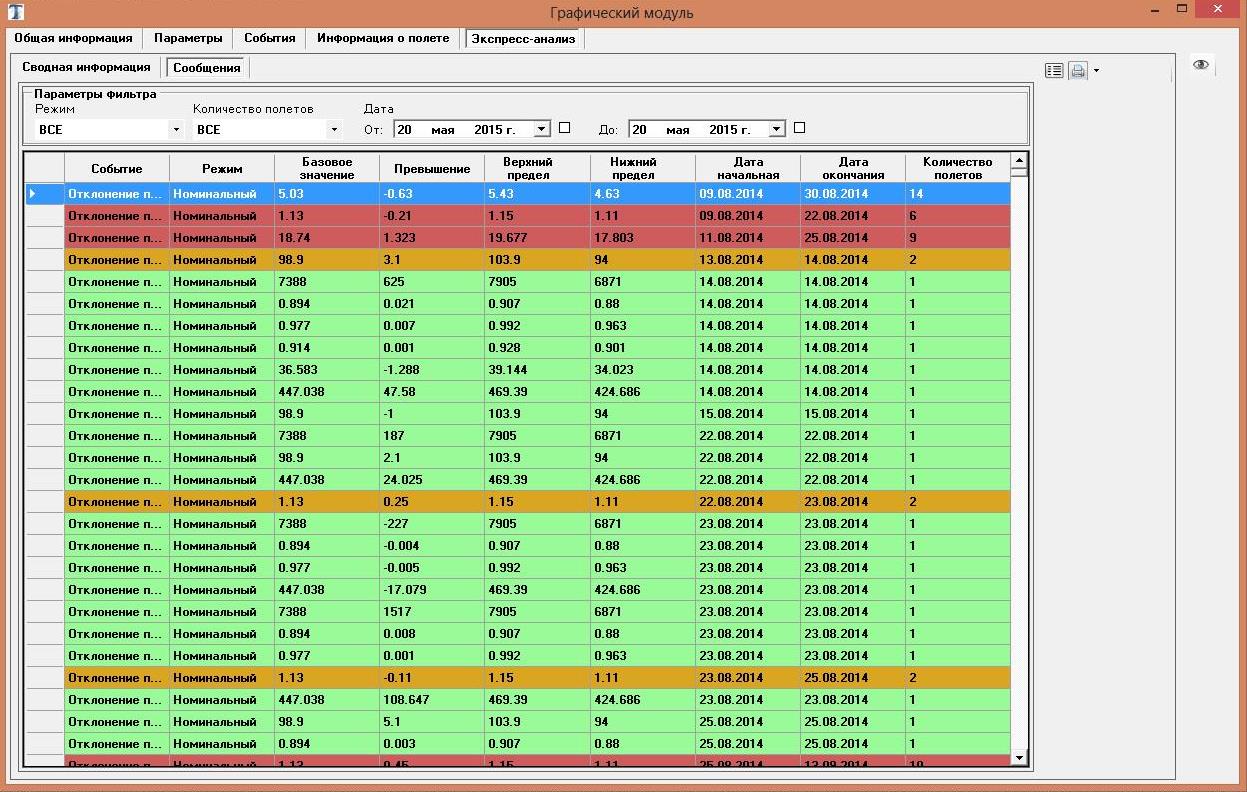 Графический модуль
Общая информация Параметры События Информация о полете Экспресс-анализ
Сводная информация Сообщения
Параметры фильтра
Режим Количество полетов Дата
ВСЕ ВСЕ От: 20 мая 2015 г. До: 20 мая 2015 г.
Событие Режим Базовое значение Превышение Верхний предел Нижний предел Дата начальная Дата окончания Количество полетов
Отклонение п... Номинальный 5.03 -0.63 5.43 4.63 09.08.2014 30.08.2014 14
Отклонение п... Номинальный 1.13 -0.21 1.15 1.11 09.08.2014 22.08.2014 6
Отклонение п... Номинальный 18.74 1.323 19.677 17.803 11.08.2014 25.08.2014 9
Отклонение п... Номинальный 98.9 3.1 103.9 94 13.08.2014 14.08.2014 2
Отклонение п... Номинальный 7388 625 7905 6871 14.08.2014 14.08.2014 1
Отклонение п... Номинальный 0.894 0.021 0.907 0.88 14.08.2014 14.08.2014 1
Отклонение п... Номинальный 0.977 0.007 0.992 0.963 14.08.2014 14.08.2014 1
Отклонение п... Номинальный 0.914 0.001 0.928 0.901 14.08.2014 14.08.2014 1
Отклонение п... Номинальный 36.583 -1.288 39.144 34.023 14.08.2014 14.08.2014 1
Отклонение п... Номинальный 447.038 47.58 469.39 424.686 14.08.2014 14.08.2014 1
Отклонение п... Номинальный 98.9 -1 103.9 94 15.08.2014 15.08.2014 1
Отклонение п... Номинальный 7388 187 7905 6871 22.08.2014 22.08.2014 1
Отклонение п... Номинальный 98.9 2.1 103.9 94 22.08.2014 22.08.2014 1
Отклонение п... Номинальный 447.038 24.025 469.39 424.686 22.08.2014 22.08.2014 1
Отклонение п... Номинальный 1.13 0.25 1.15 1.11 22.08.2014 23.08.2014 2
Отклонение п... Номинальный 7388 -227 7905 6871 23.08.2014 23.08.2014 1
Отклонение п... Номинальный 0.894 -0.004 0.907 0.88 23.08.2014 23.08.2014 1
Отклонение п... Номинальный 0.977 -0.005 0.992 0.963 23.08.2014 23.08.2014 1
Отклонение п... Номинальный 447.038 -17.079 469.39 424.686 23.08.2014 23.08.2014 1
Отклонение п... Номинальный 7388 1517 7905 6871 23.08.2014 23.08.2014 1
Отклонение п... Номинальный 0.894 0.008 0.907 0.88 23.08.2014 23.08.2014 1
Отклонение п... Номинальный 0.977 0.001 0.992 0.963 23.08.2014 23.08.2014 1
Отклонение п... Номинальный 1.13 -0.11 1.15 1.11 23.08.2014 25.08.2014 2
Отклонение п... Номинальный 447.038 108.647 469.39 424.686 23.08.2014 23.08.2014 1
Отклонение п... Номинальный 98.9 5.1 103.9 94 25.08.2014 25.08.2014 1
Отклонение п... Номинальный 0.894 0.003 0.907 0.88 25.08.2014 25.08.2014 1